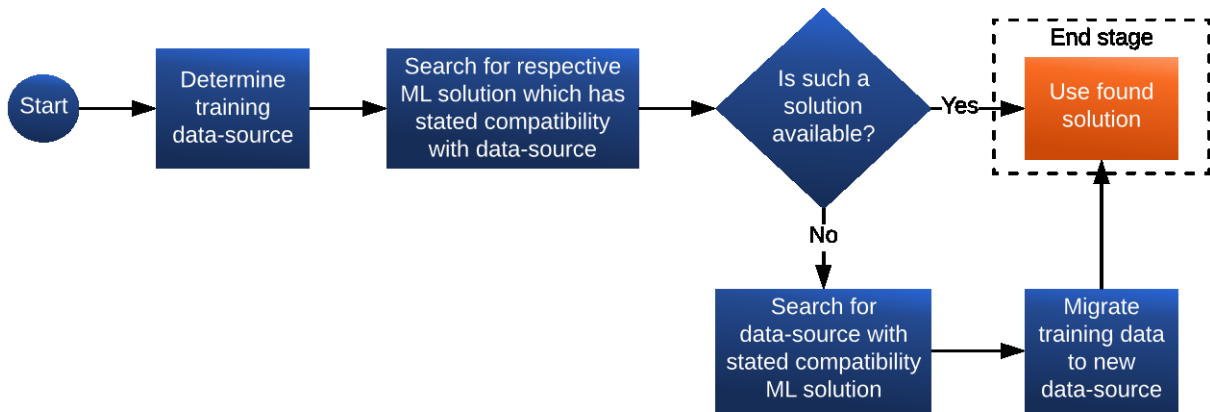 Start
Determine
training
data-source
Search for respective
ML solution which has
stated compatibility
with data-source
Is such a
solution
available?
Yes
End stage
Use found
solution
No
Search for
data-source with
stated compatibility
ML solution
Migrate
training data
to new
data-source